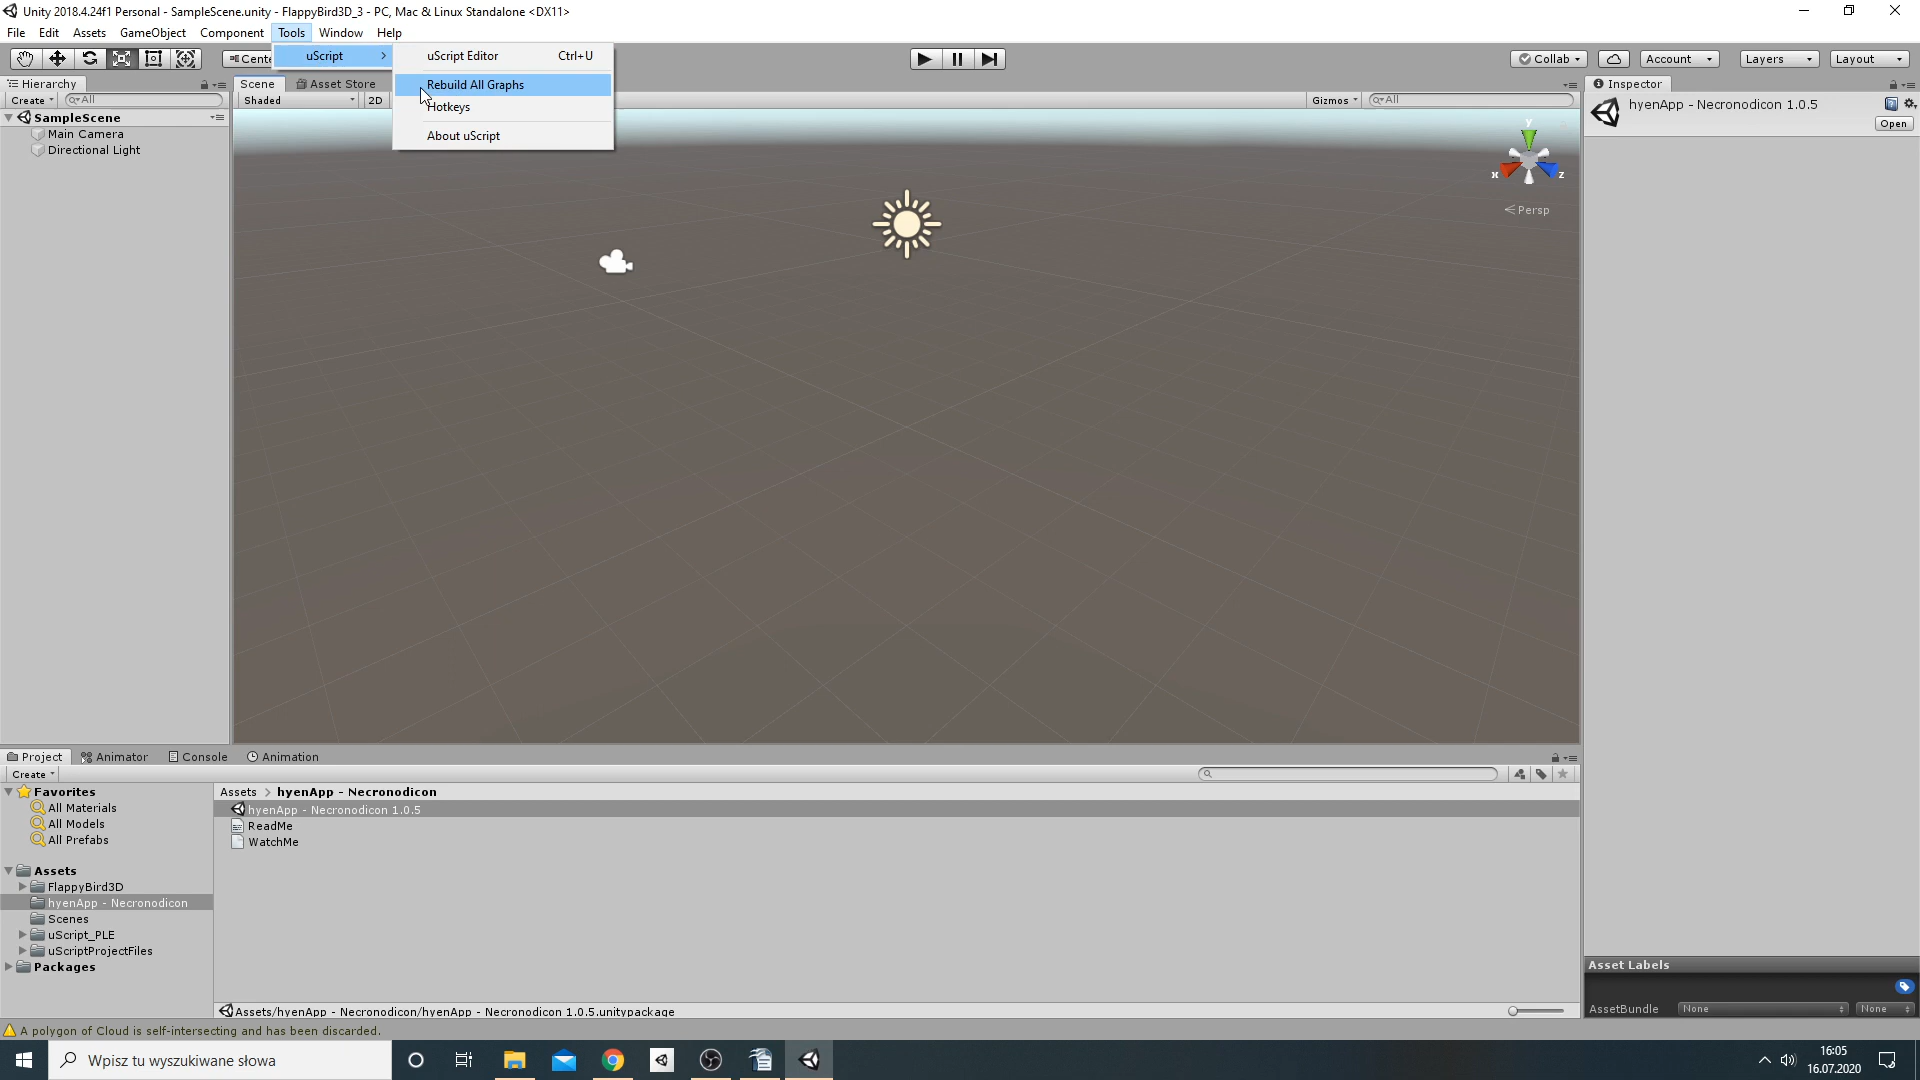 Unity 2018.4.24f1 Personal - SampleScene.unity - FlappyBird3D_3 - PC, Mac & Linux Standalone <DX11>
File Edit Assets GameObject Component Tools Window Help
Cente
uScript
uScript Editor Ctrl+U
Rebuild All Graphs
Hotkeys
About uScript
Collab Account Layers Layout
Hierarchy
Create All
SampleScene
Main Camera
Directional Light
Scene Asset Store
Shaded 2D Gizmos All
y
x z
Persp
Inspector
hyenApp - Necronodicon 1.0.5
Open
Project Animator Console Animation
Create
Favorites
All Materials
All Models
All Prefabs
Assets
FlappyBird3D
hyenApp - Necronodicon
Scenes
uScript_PLE
uScriptProjectFiles
Packages
Assets > hyenApp - Necronodicon
hyenApp - Necronodicon 1.0.5
ReadMe
WatchMe
Assets/hyenApp - Necronodicon/hyenApp - Necronodicon 1.0.5.unitypackage
Asset Labels
AssetBundle None None
A polygon of Cloud is self-intersecting and has been discarded.
Wpisz tu wyszukiwane słowa
16:05
16.07.2020